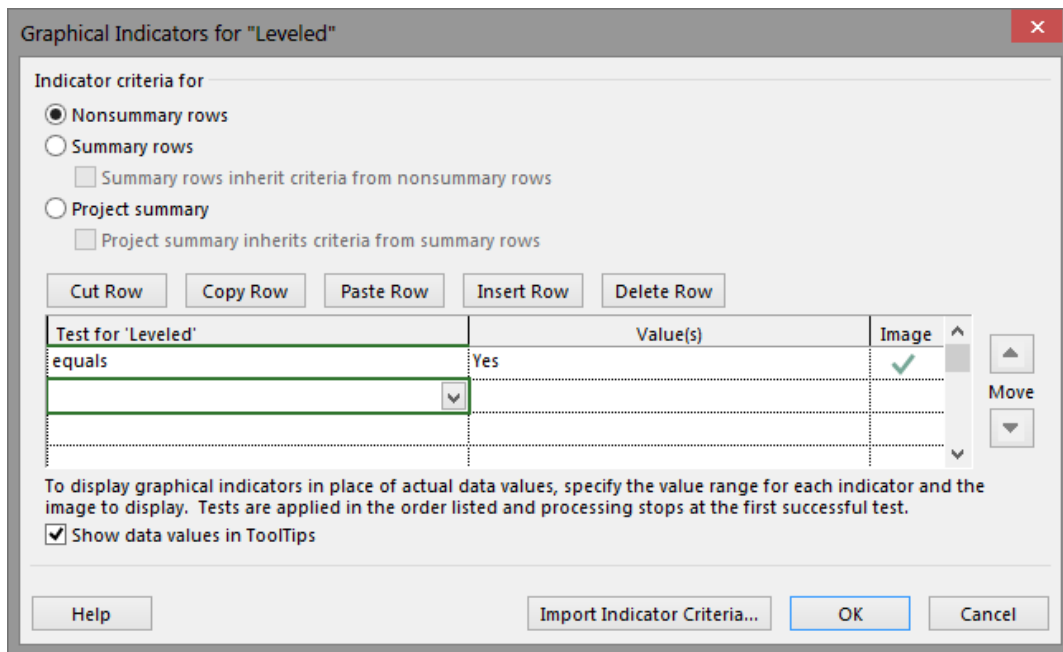 Graphical Indicators for "Leveled"
Indicator criteria for
Nonsummary rows
Summary rows
Summary rows inherit criteria from nonsummary rows
Project summary
Project summary inherits criteria from summary rows
Cut Row Copy Row Paste Row Insert Row Delete Row
Test for 'Leveled' Value(s) Image
equals Yes
Move
To display graphical indicators in place of actual data values, specify the value range for each indicator and the
image to display. Tests are applied in the order listed and processing stops at the first successful test.
Show data values in ToolTips
Help Import Indicator Criteria... OK Cancel